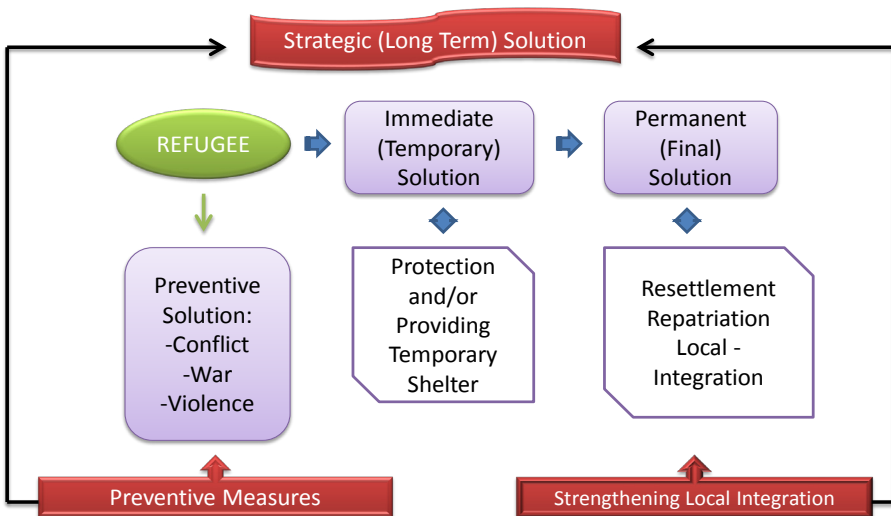 Strategic (Long Term) Solution
REFUGEE
Immediate
(Temporary)
Solution
Permanent
(Final)
Solution
Preventive
Solution:
-Conflict
-War
-Violence
Protection
and/or
Providing
Temporary
Shelter
Resettlement
Repatriation
Local -
Integration
Preventive Measures
Strengthening Local Integration